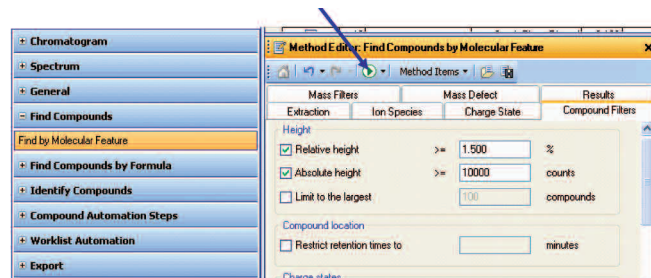 + Chromatogram
+ Spectrum
+ General
- Find Compounds
Find by Molecular Feature
+ Find Compounds by Formula
+ Identify Compounds
+ Compound Automation Steps
+ Worklist Automation
+ Export
Method Editor: Find Compounds by Molecular Feature x
Method Items
Mass Filters Mass Defect Results
Extraction Ion Species Charge State Compound Filters
Height
Relative height >= 1.500 %
Absolute height >= 10000 counts
Limit to the largest 100 compounds
Compound location
Restrict retention times to minutes
Charge states